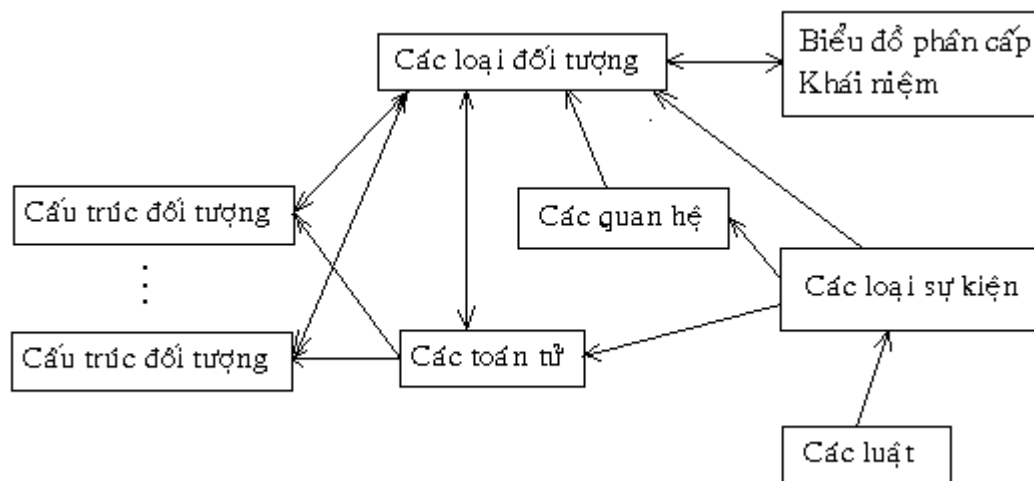 Các loại đối tượng
Biểu đồ phân cấp
Khái niệm
Cấu trúc đối tượng
Các quan hệ
Các loại sự kiện
Cấu trúc đối tượng
Các toán tử
Các luật